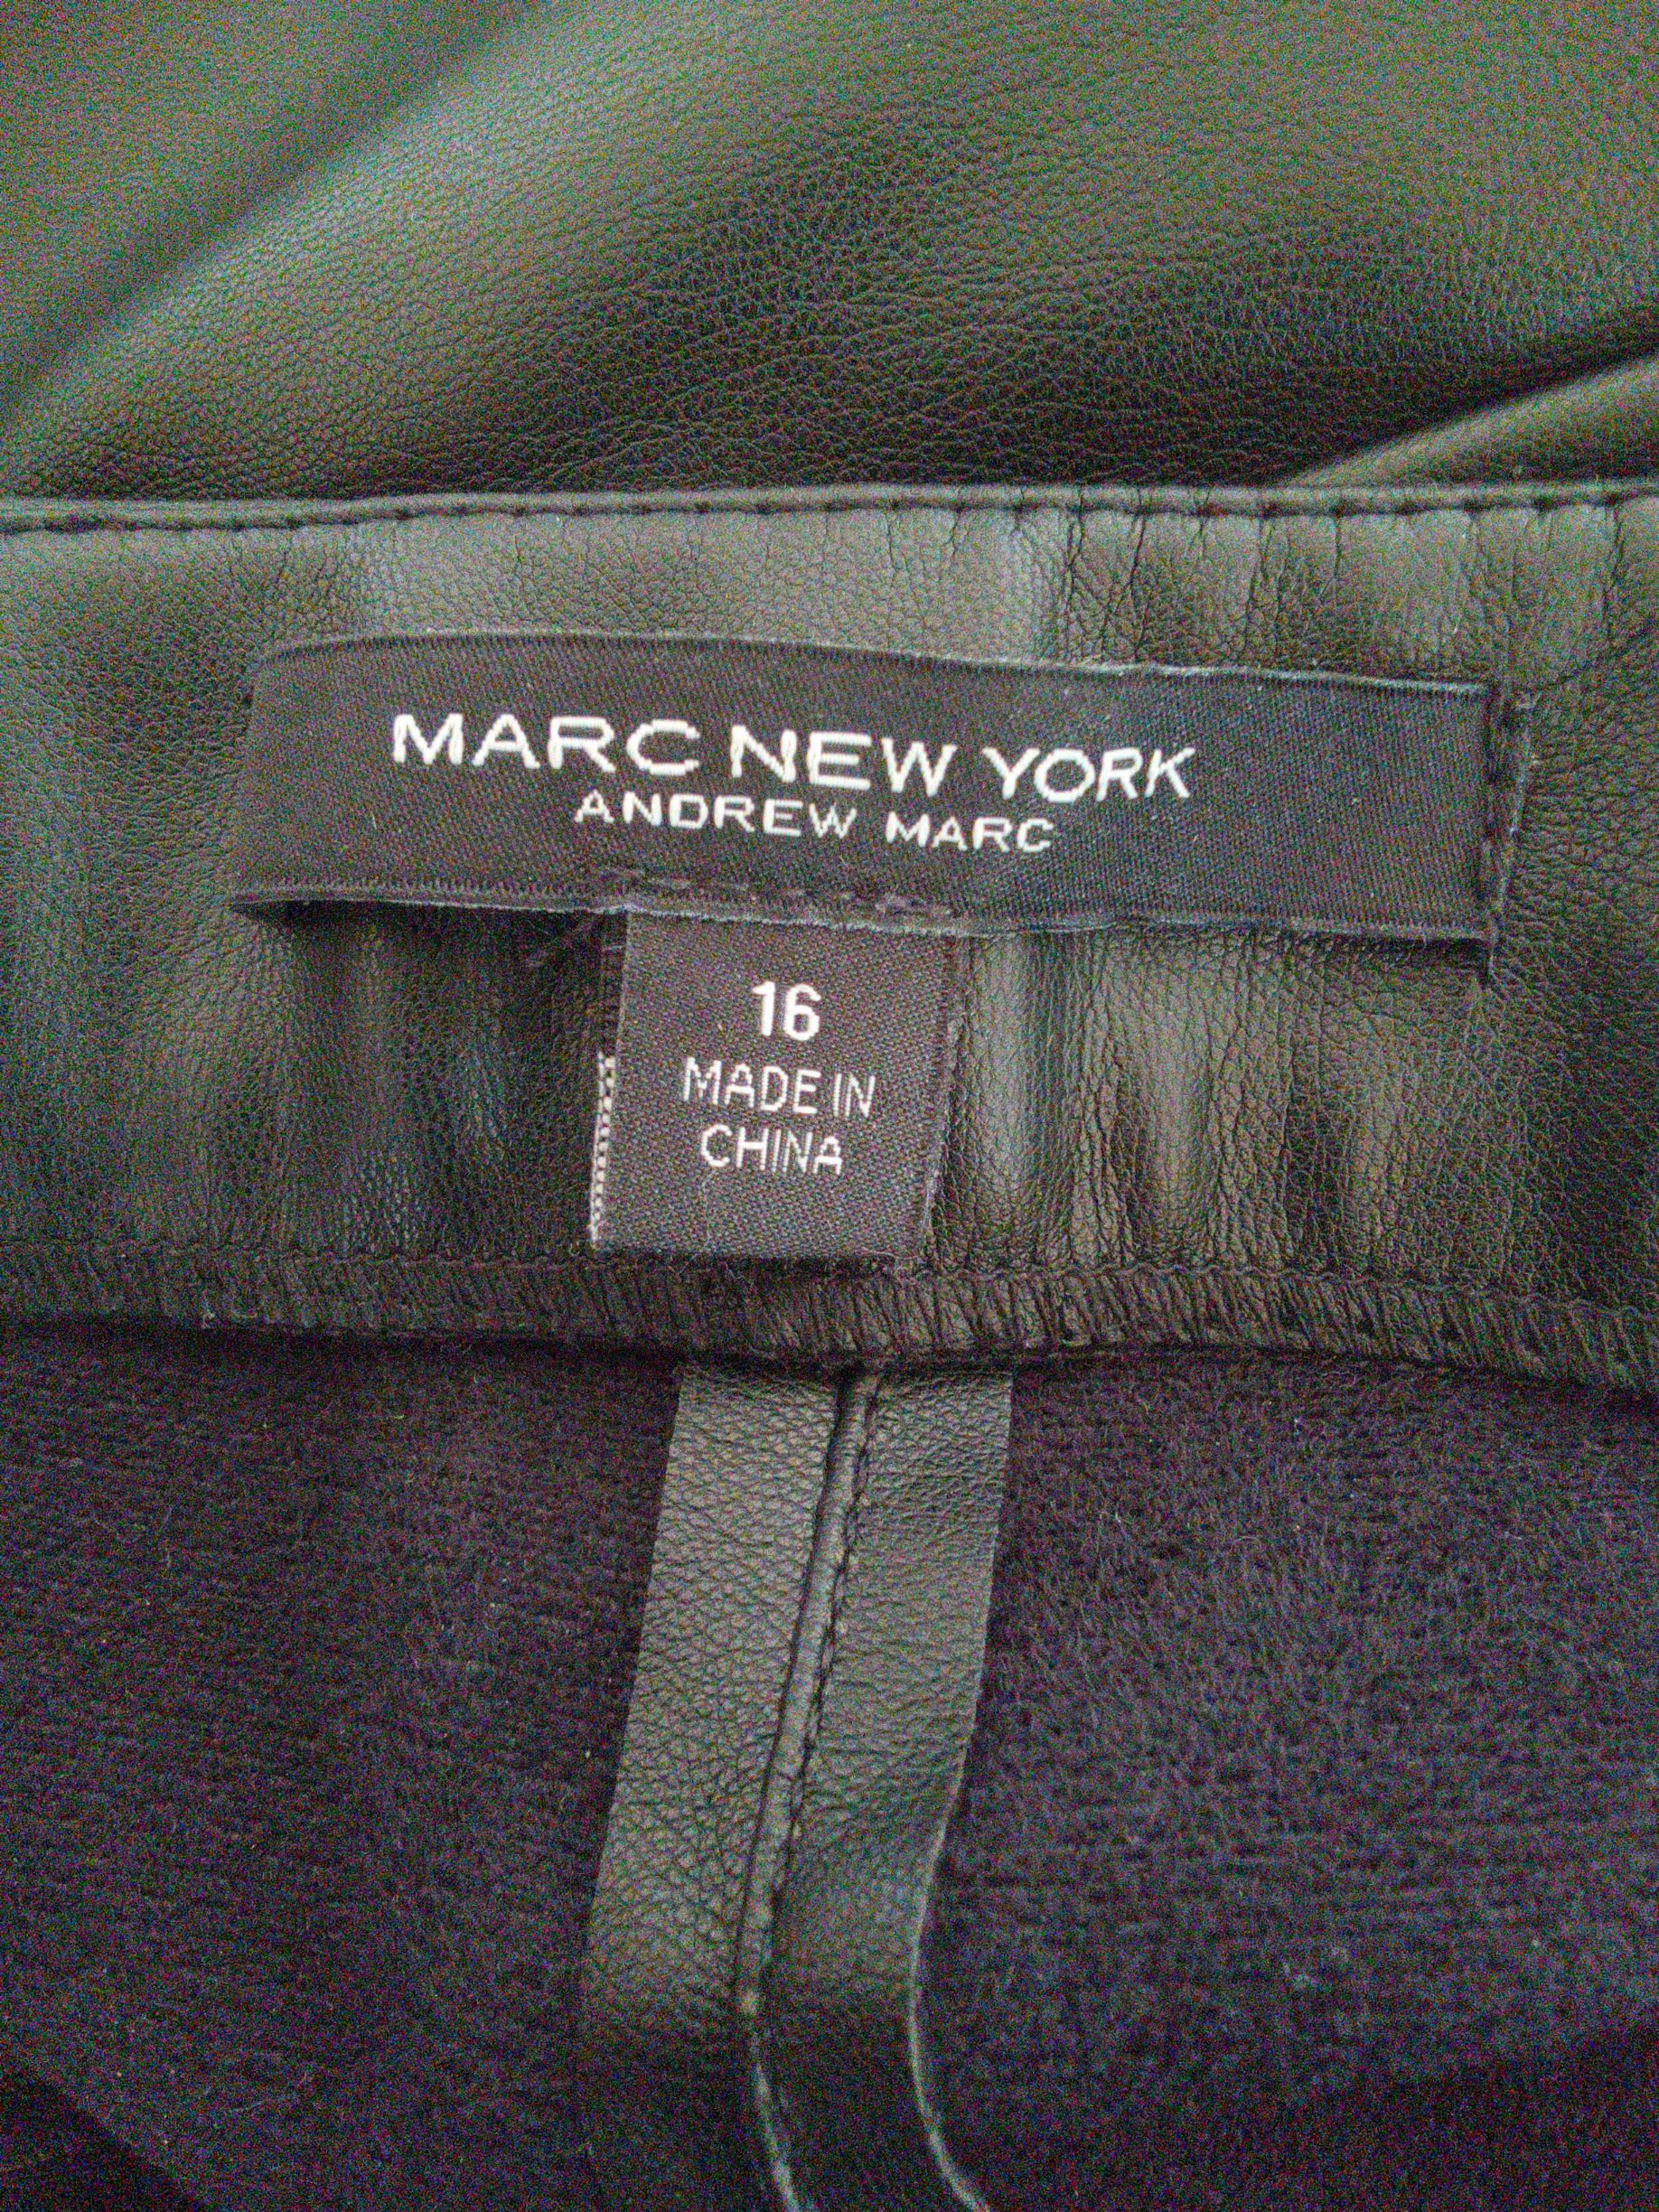 MARC NEW YORK
ANDREW MARC
16
MADE IN
CHINA